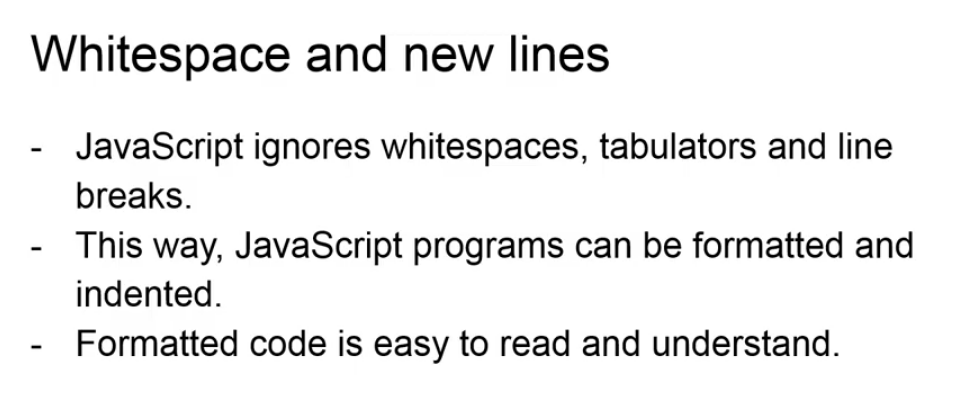 Whitespace and new lines
- JavaScript ignores whitespaces, tabulators and line
breaks.
- This way, JavaScript programs can be formatted and
indented.
- Formatted code is easy to read and understand.